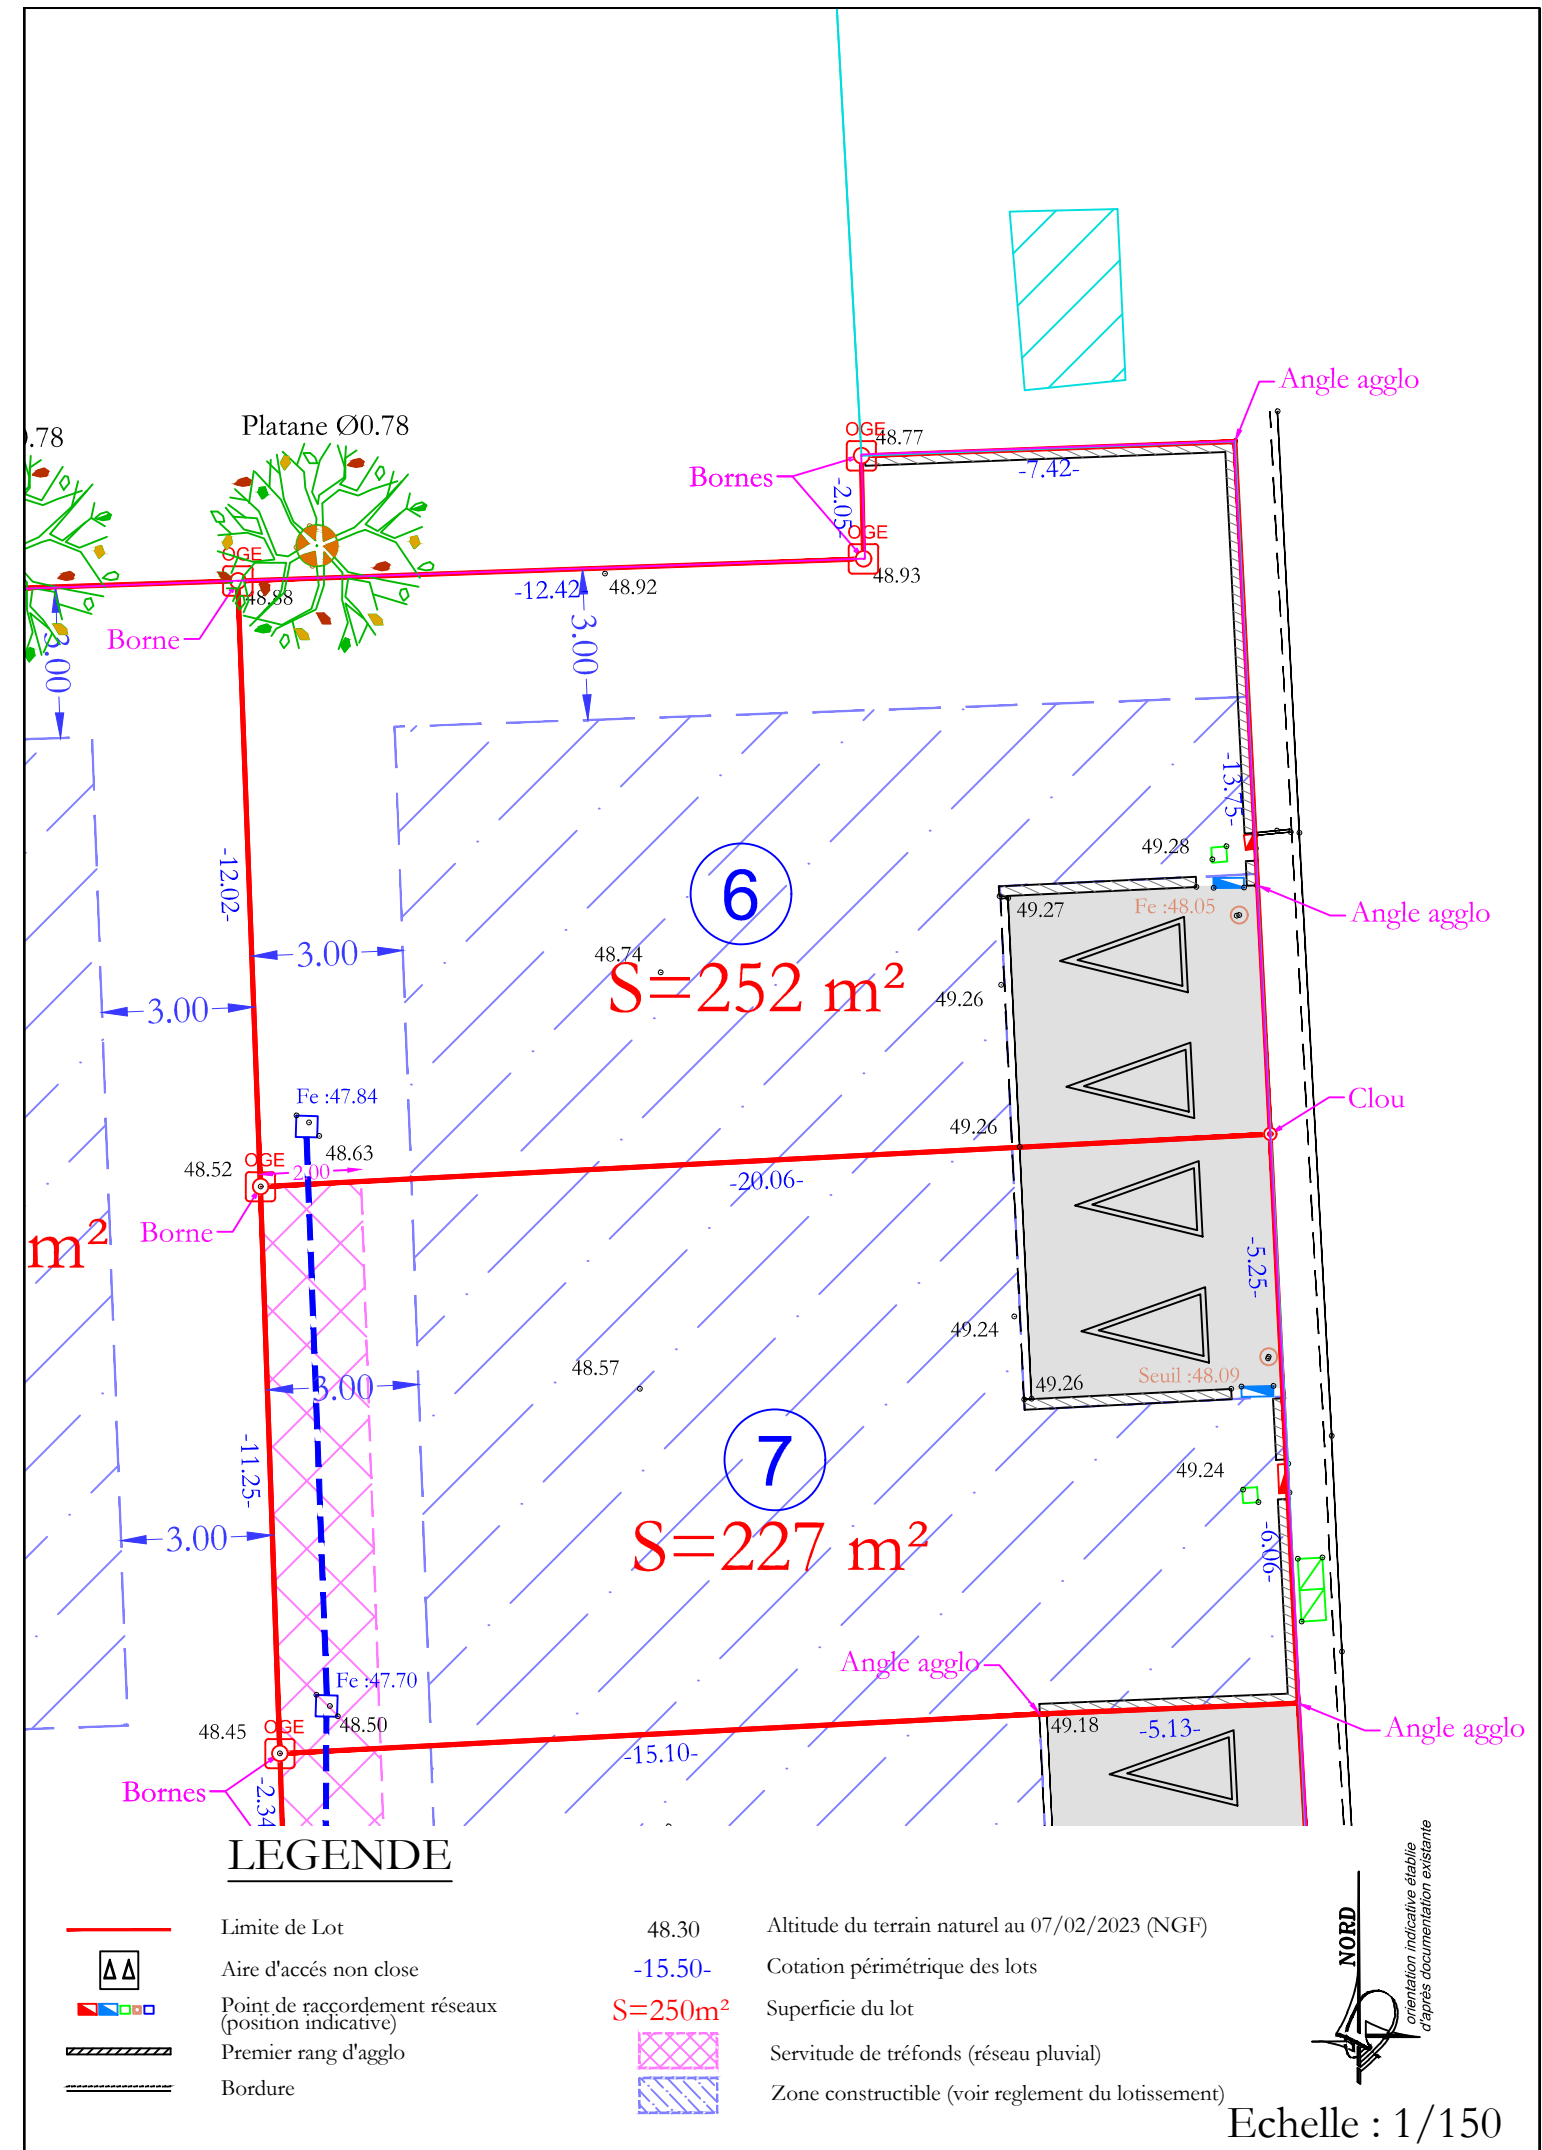 Angle agglo
.78
Platane Ø0.78
OGE
48.77
Bornes
-7.42-
-2.05-
OGE
OGE
48.93
48.88
-12.42-
48.92
Borne
3.00
3.00
-13.75-
49.28
-12.02-
6
49.27
Fe :48.05
Angle agglo
3.00
48.74
S=252 m²
49.26
3.00
Fe :47.84
Clou
49.26
48.63
48.52
OGE
2.00
-20.06-
Borne
m²
-5.25-
49.24
48.57
Seuil :48.09
3.00
49.26
7
-11.25-
49.24
3.00
S=227 m²
-6.06-
Angle agglo
Fe :47.70
48.45
OGE
48.50
49.18
-5.13-
Angle agglo
-15.10-
Bornes
-2.34
LEGENDE
Limite de Lot
Aire d'accés non close
Point de raccordement réseaux
(position indicative)
Premier rang d'agglo
Bordure
48.30
Altitude du terrain naturel au 07/02/2023 (NGF)
-15.50-
Cotation périmétrique des lots
S=250m²
Superficie du lot
Servitude de tréfonds (réseau pluvial)
Zone constructible (voir reglement du lotissement)
NORD
orientation indicative établie
d'après documentation existante
Echelle : 1/150